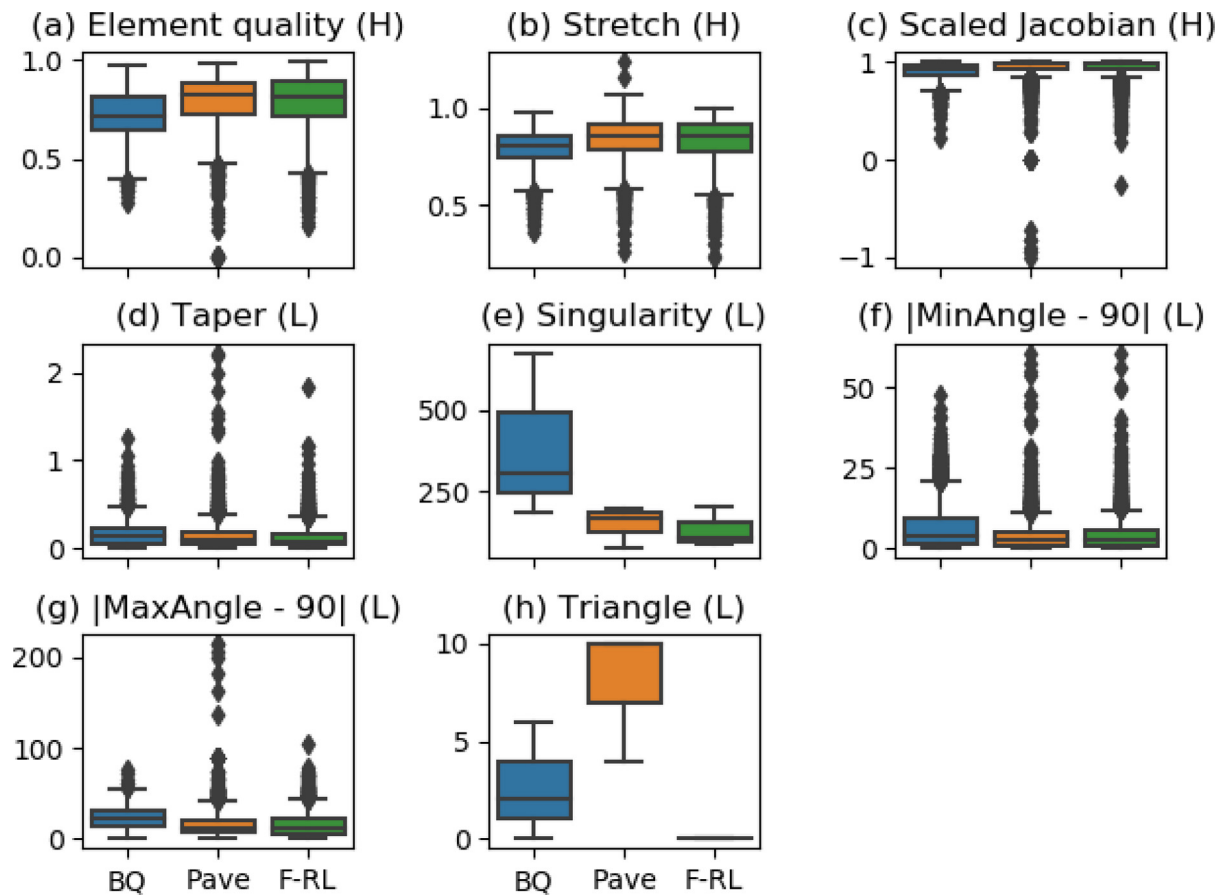 (a) Element quality (H)
(b) Stretch (H)
(c) Scaled Jacobian (H)
1.0
0.5
0.0
1.0
0.5
1
0
−1
(d) Taper (L)
(e) Singularity (L)
(f) |MinAngle - 90| (L)
2
1
0
500
250
50
25
0
(g) |MaxAngle - 90| (L)
(h) Triangle (L)
200
100
0
10
5
0
BQ Pave F-RL
BQ Pave F-RL